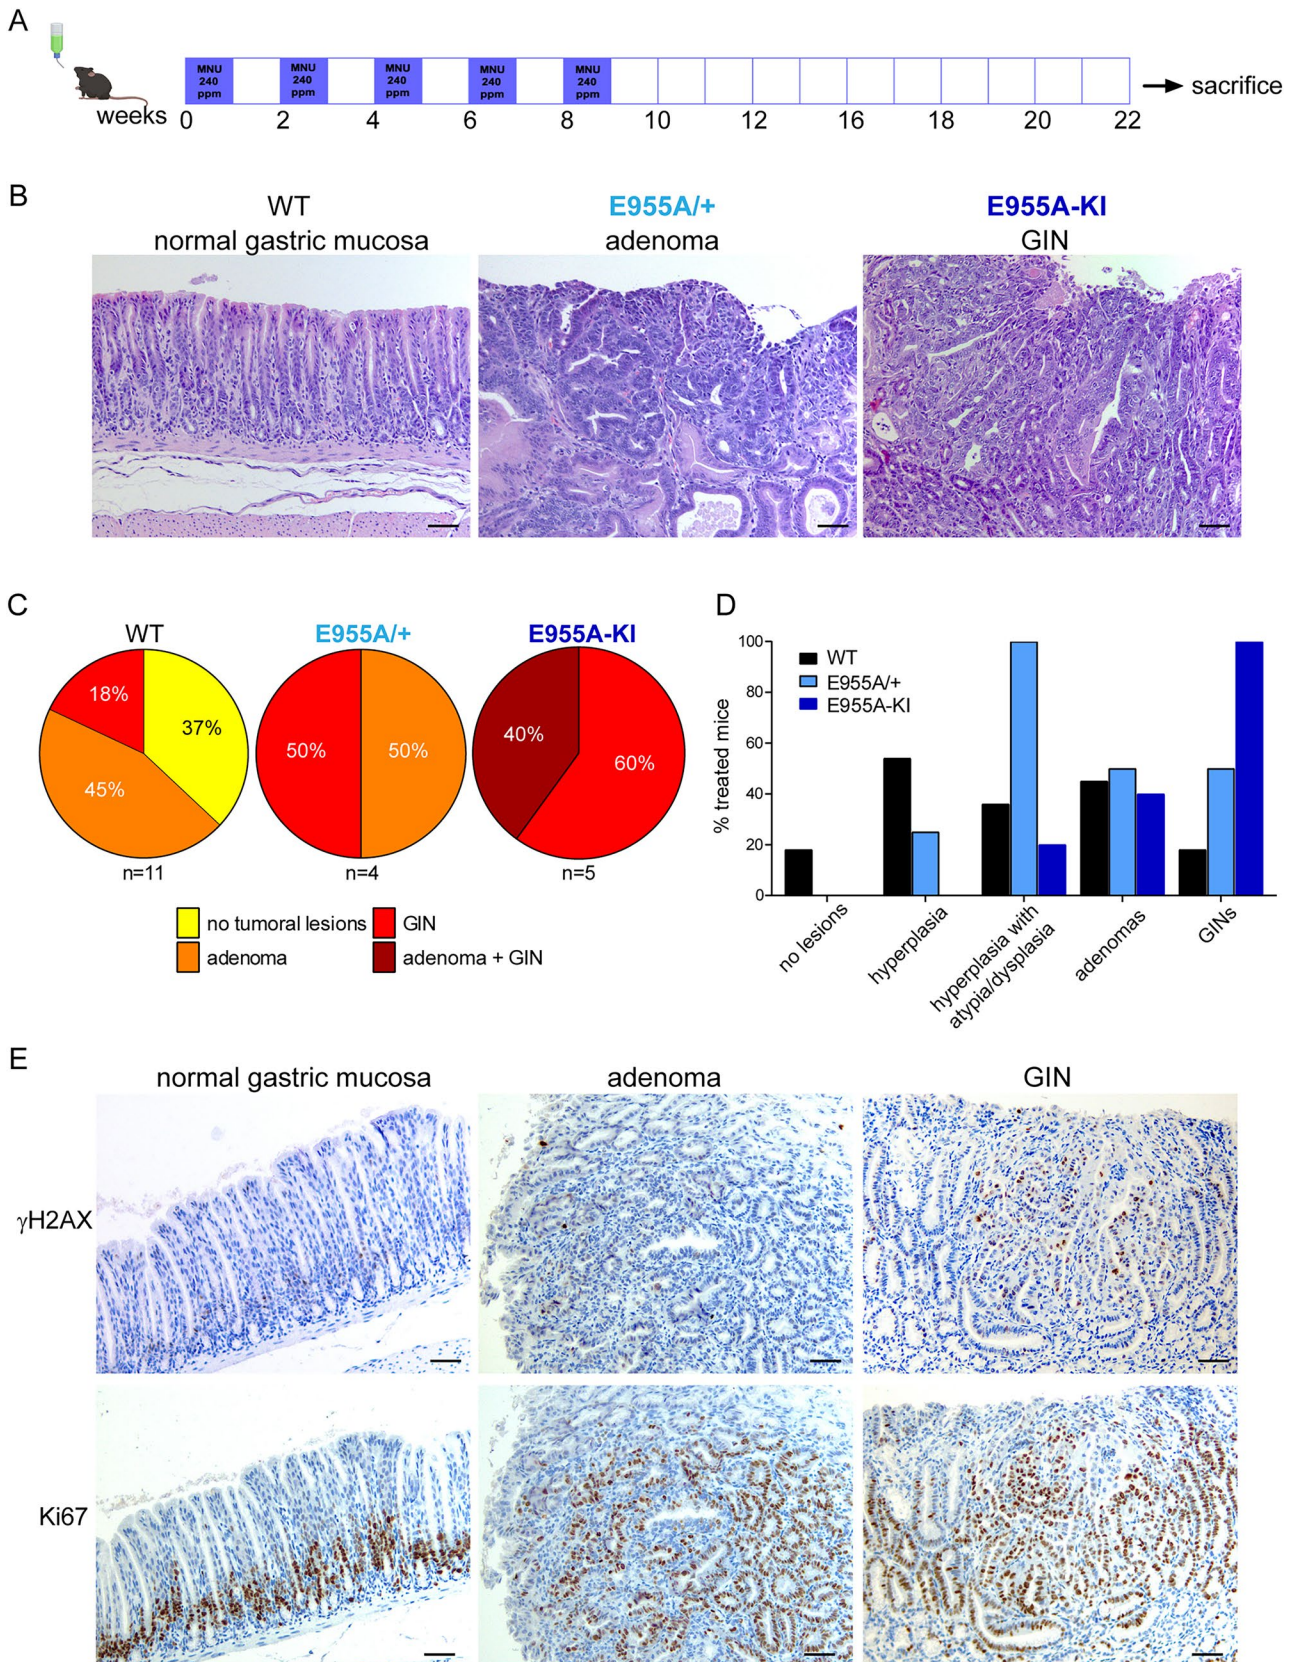 A
MNU MNU MNU MNU MNU
240 240 240 240 240
ppm ppm ppm ppm ppm
sacrifice
weeks 0 2 4 6 8 10 12 14 16 18 20 22
B
WT E955A/+ E955A-KI
normal gastric mucosa adenoma GIN
C
WT E955A/+ E955A-KI
18% 37% 45%
50% 50%
40% 60%
n=11 n=4 n=5
no tumoral lesions GIN
adenoma adenoma + GIN
D
% treated mice
100
80
60
40
20
0
WT
E955A/+
E955A-KI
no lesions
hyperplasia
hyperplasia with
atypia/dysplasia
adenomas
GINs
E
normal gastric mucosa adenoma GIN
γH2AX
Ki67